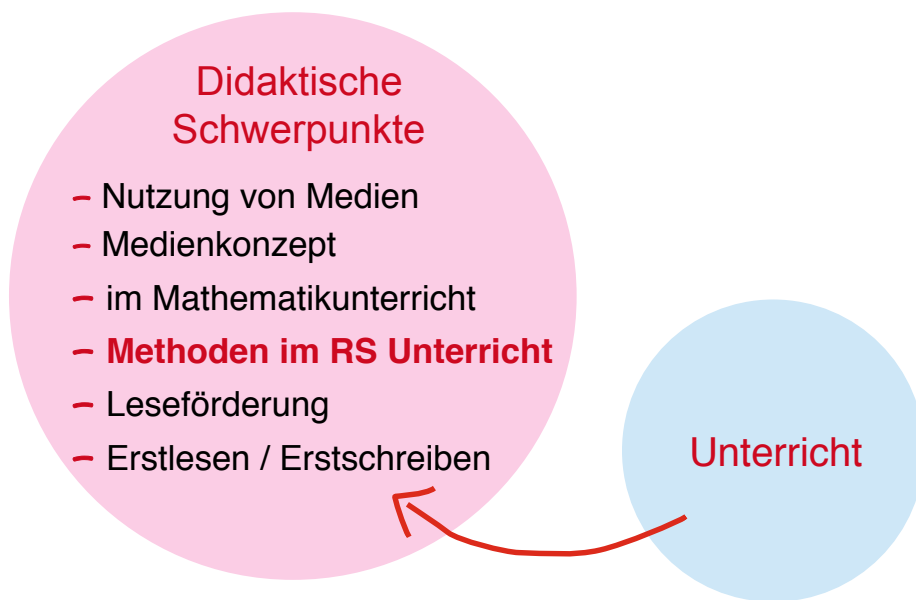 Didaktische
Schwerpunkte
– Nutzung von Medien
– Medienkonzept
– im Mathematikunterricht
– Methoden im RS Unterricht
– Leseförderung
– Erstlesen / Erstschreiben
Unterricht